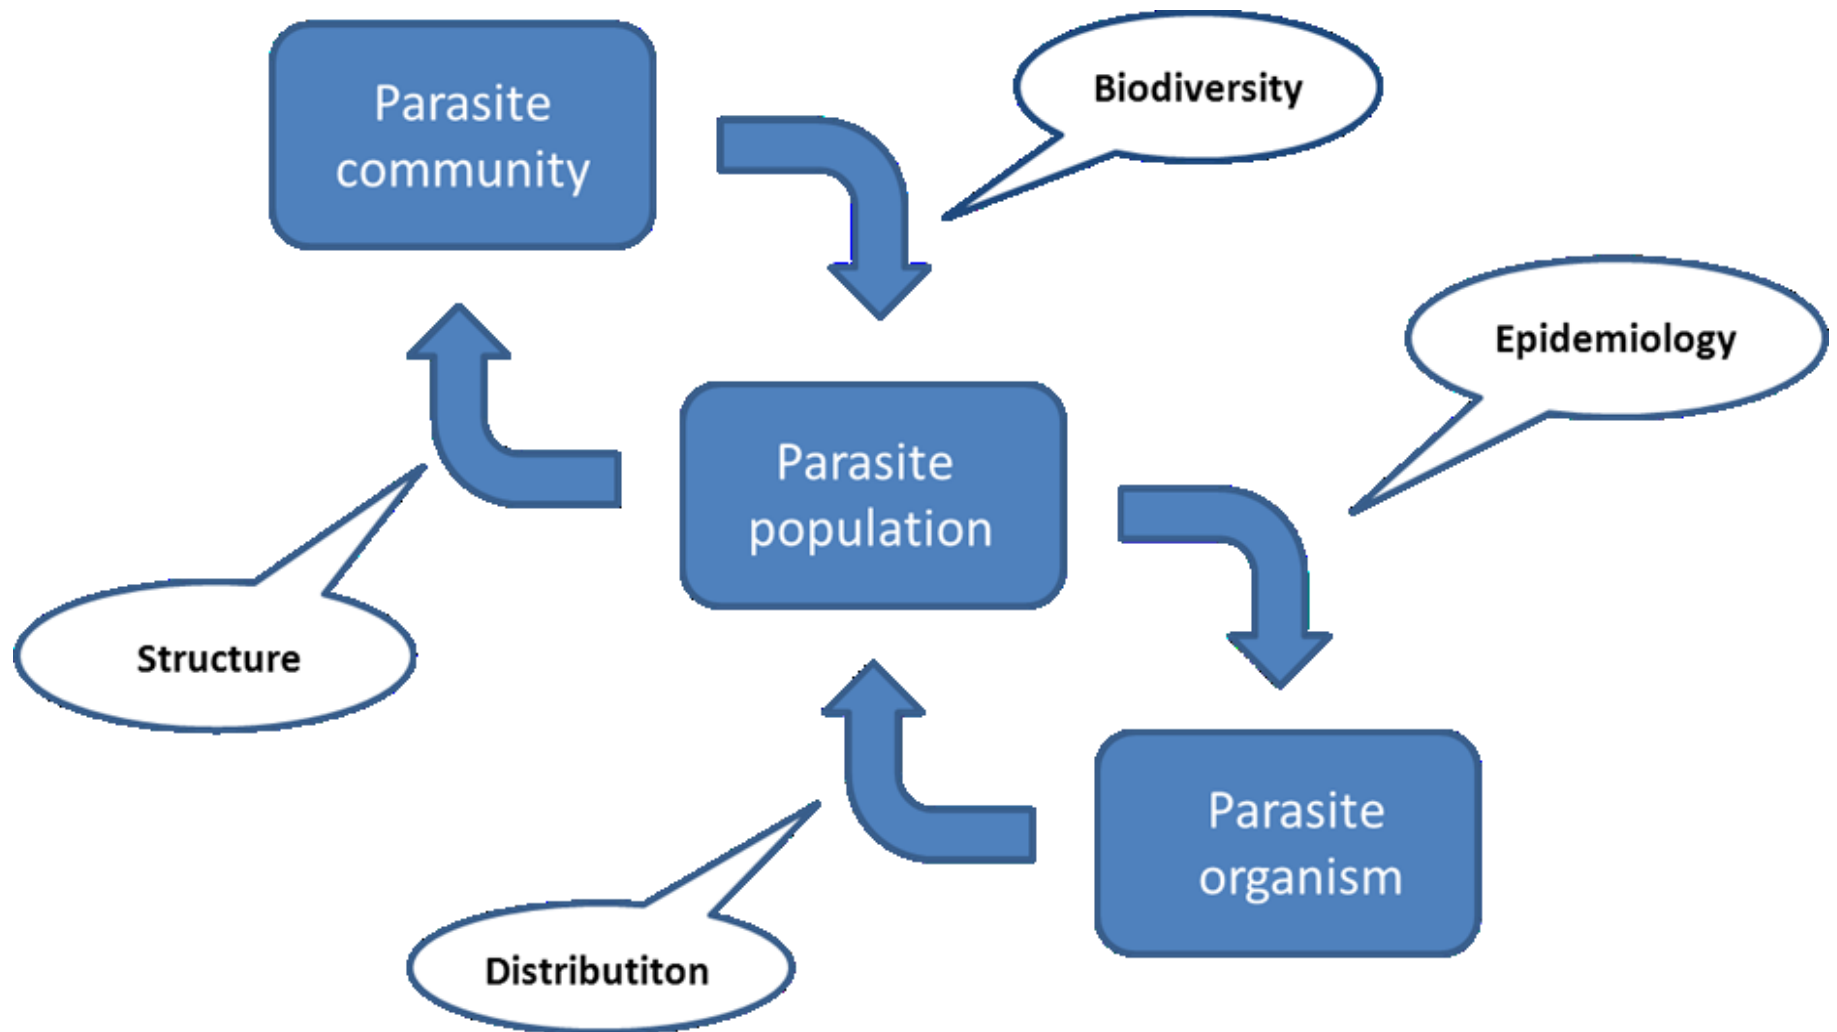 Parasite
community
Biodiversity
Epidemiology
Parasite
population
Structure
Parasite
organism
Distributiton